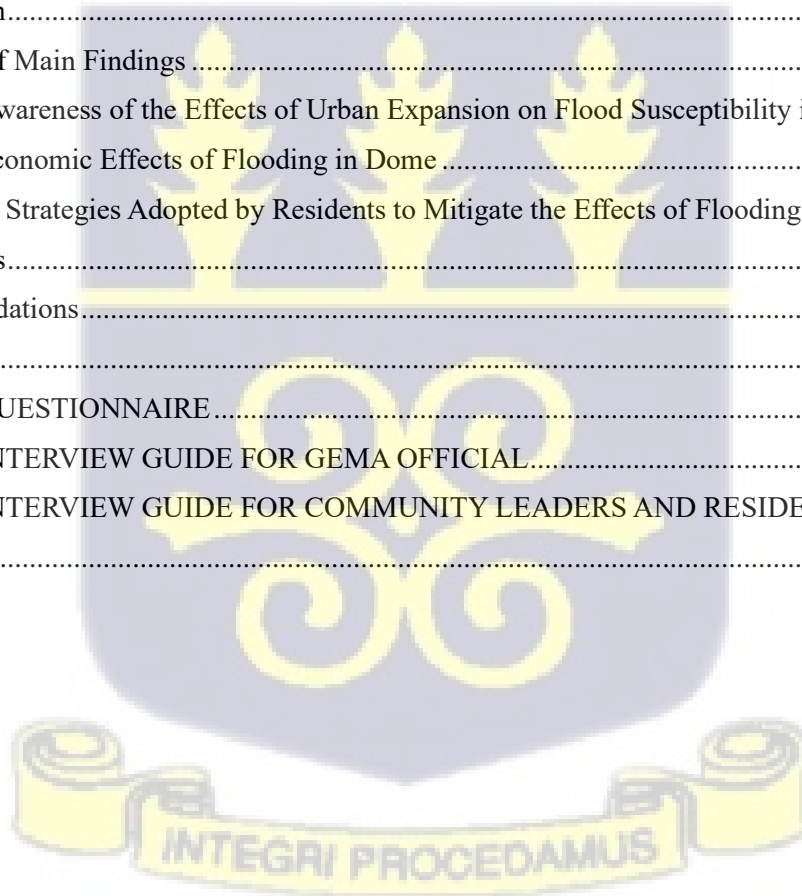 n..........................................................................................................
f Main Findings..................................................................................
wareness of the Effects of Urban Expansion on Flood Susceptibility i
conomic Effects of Flooding in Dome................................................
Strategies Adopted by Residents to Mitigate the Effects of Flooding
s..........................................................................................................
dations................................................................................................
...........................................................................................................
UESTIONNAIRE...............................................................................
NTERVIEW GUIDE FOR GEMA OFFICIAL....................................
NTERVIEW GUIDE FOR COMMUNITY LEADERS AND RESIDE
...........................................................................................................
INTEGRI PROCEDAMUS